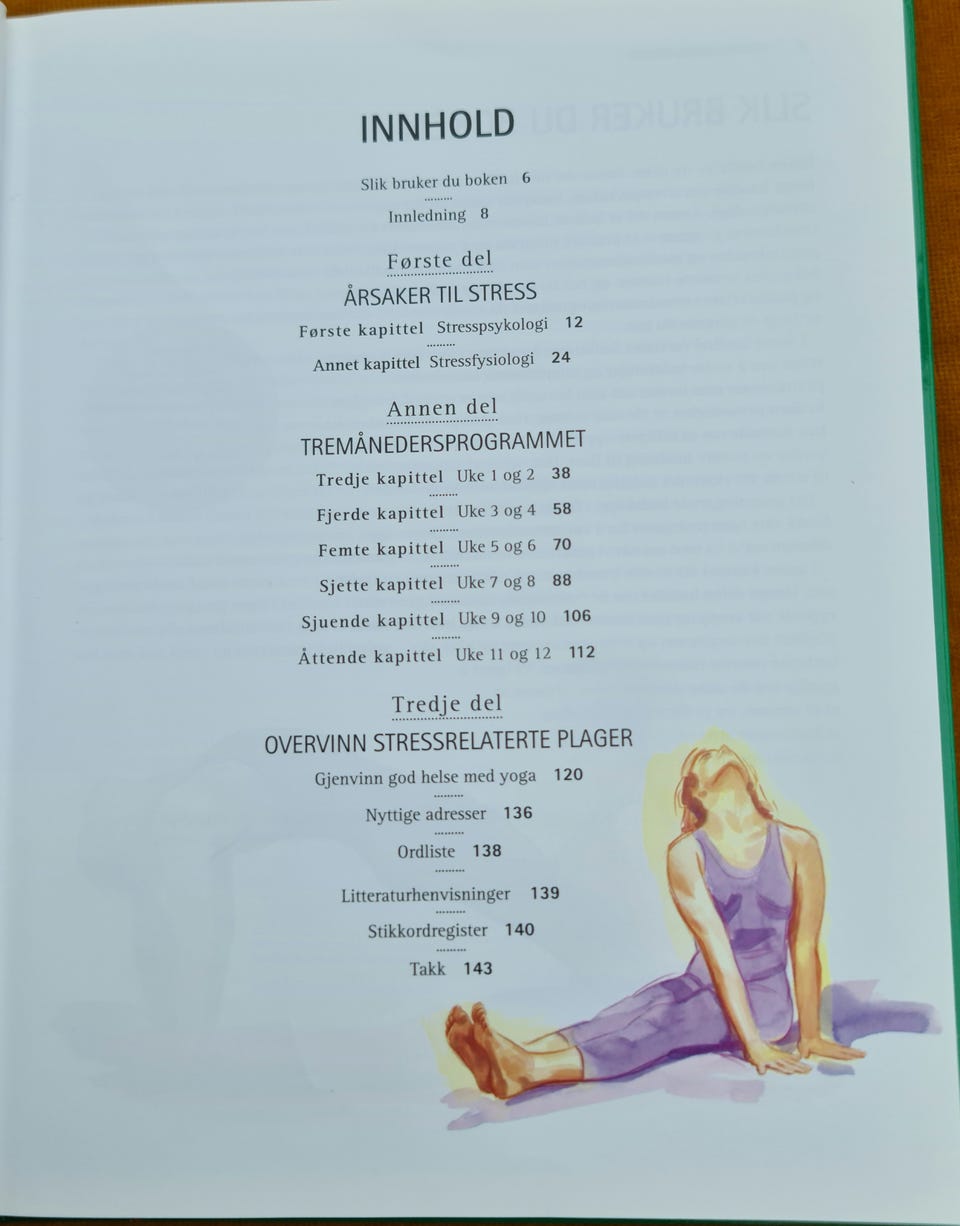 INNHOLD
Slik bruker du boken 6
Innledning 8
Første del
ÅRSAKER TIL STRESS
Første kapittel Stresspsykologi 12
Annet kapittel Stressfysiologi 24
Annen del
TREMÅNEDERSPROGRAMMET
Tredje kapittel Uke 1 og 2 38
Fjerde kapittel Uke 3 og 4 58
Femte kapittel Uke 5 og 6 70
Sjette kapittel Uke 7 og 8 88
Sjuende kapittel Uke 9 og 10 106
Åttende kapittel Uke 11 og 12 112
Tredje del
OVERVINN STRESSRELATERTE PLAGER
Gjenvinn god helse med yoga 120
Nyttige adresser 136
Ordliste 138
Litteraturhenvisninger 139
Stikkordregister 140
Takk 143